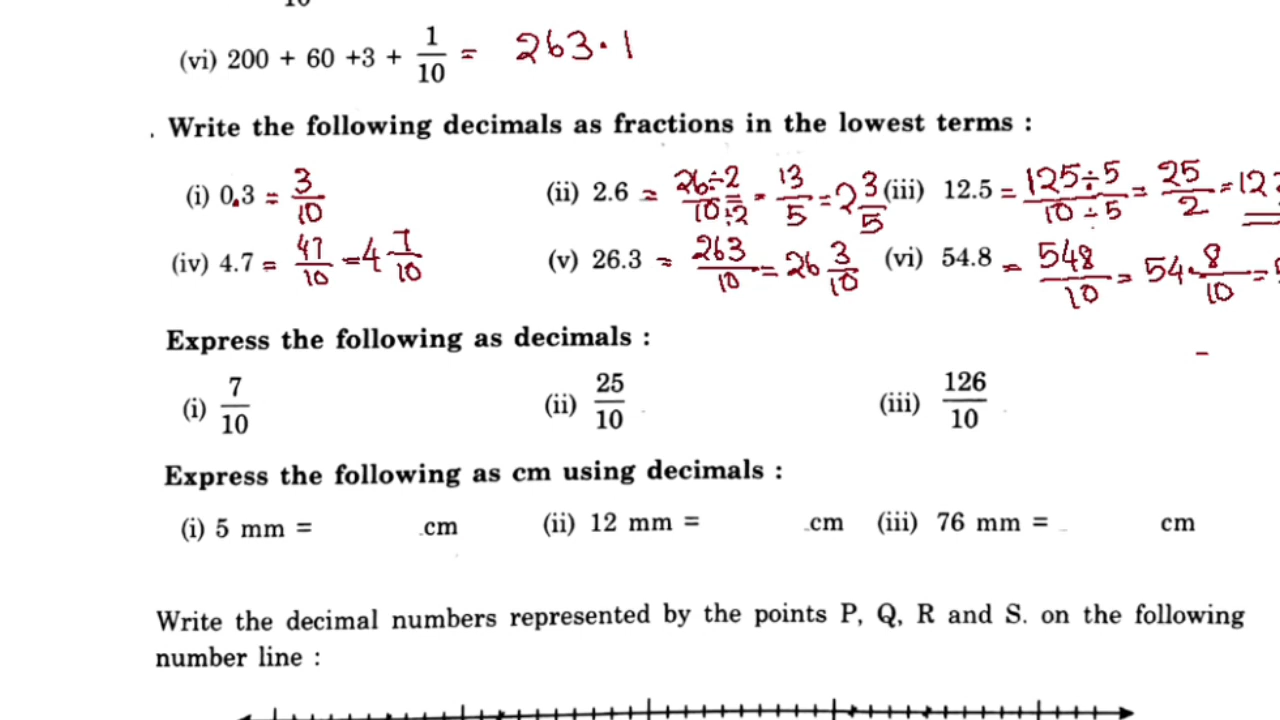 10
(vi) 200 + 60 +3 + 1/10 = 263.1
. Write the following decimals as fractions in the lowest terms :
(i) 0.3 = 3/10 (ii) 2.6 = 26÷2/10÷2 = 13/5 = 2 3/5 (iii) 12.5 = 125÷5/10÷5 = 25/2 = 12
(iv) 4.7 = 47/10 = 4 7/10 (v) 26.3 = 263/10 = 26 3/10 (vi) 54.8 = 548/10 = 54 8/10 =
Express the following as decimals :
(i) 7/10 (ii) 25/10 (iii) 126/10
Express the following as cm using decimals :
(i) 5 mm = cm (ii) 12 mm = cm (iii) 76 mm = cm
Write the decimal numbers represented by the points P, Q, R and S. on the following
number line :